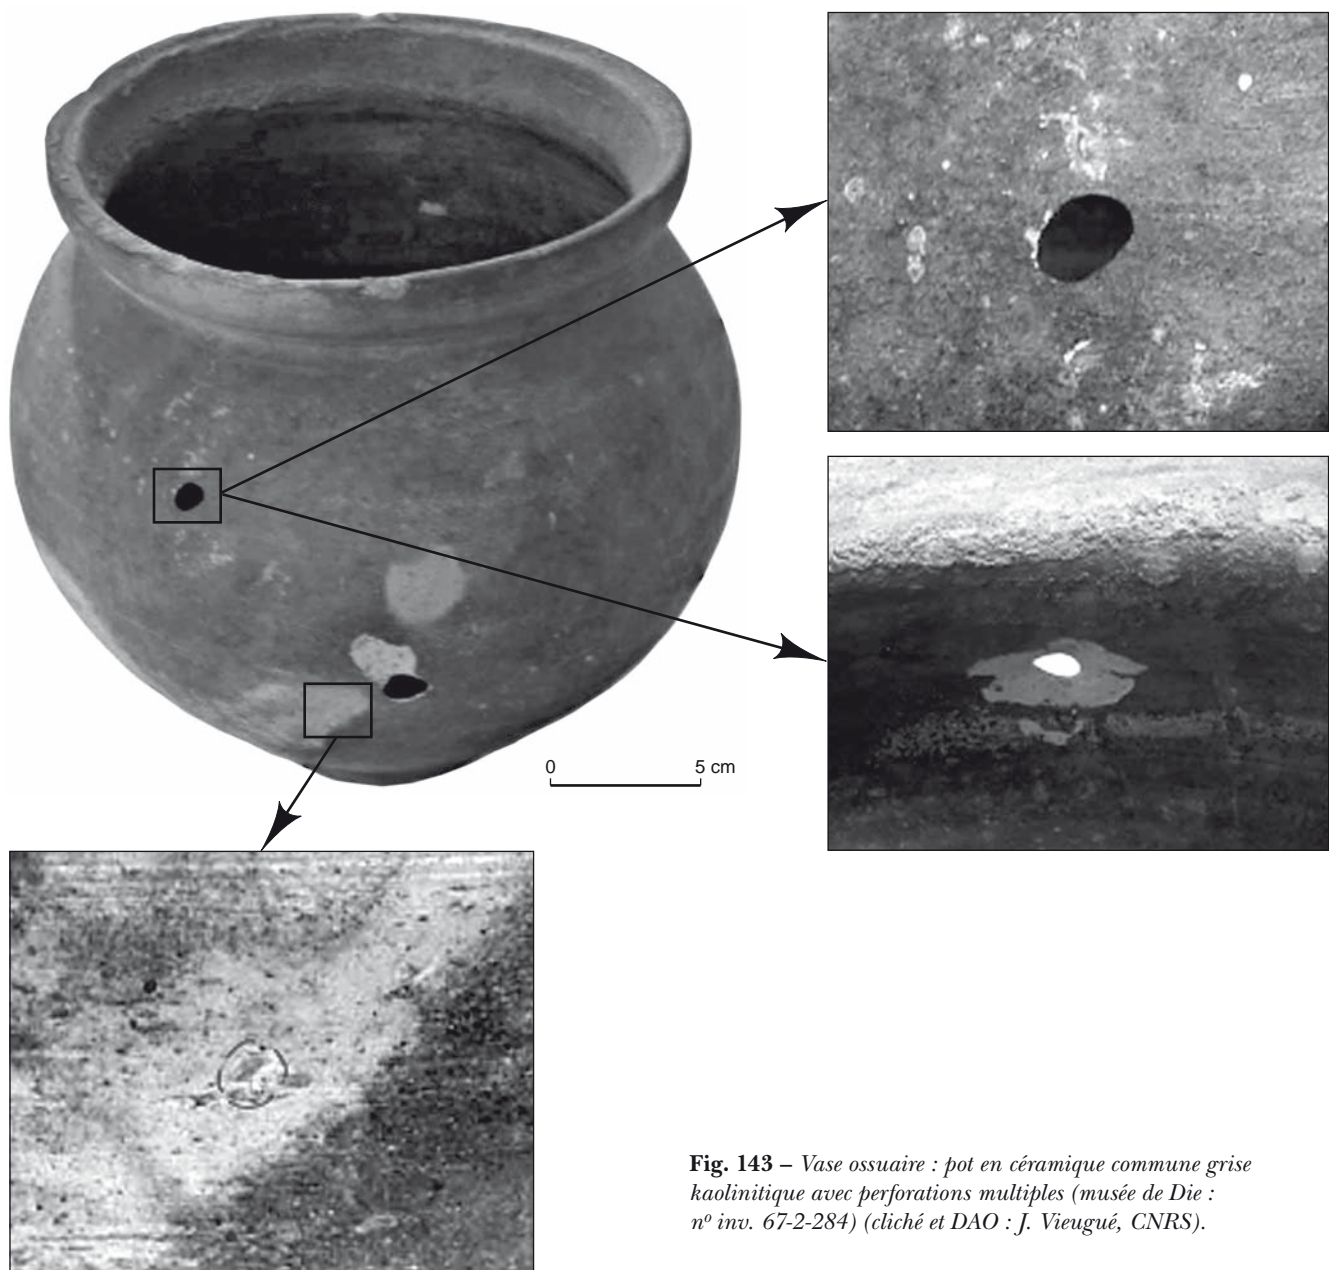 0 5 cm
Fig. 143 – Vase ossuaire : pot en céramique commune grise
kaolinitique avec perforations multiples (musée de Die :
nº inv. 67-2-284) (cliché et DAO : J. Vieugué, CNRS).